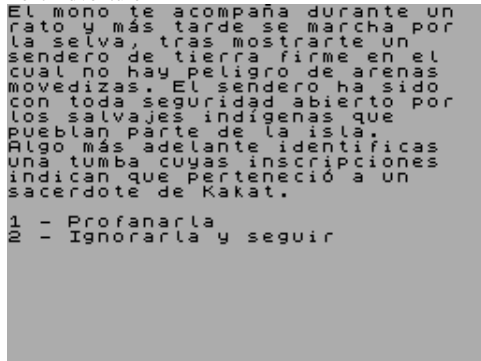 El mono te acompaña durante un
rato y más tarde se marcha por
la selva, tras mostrarte un
sendero de tierra firme en el
cual no hay peligro de arenas
movedizas. El sendero ha sido
con toda seguridad abierto por
los salvajes indígenas que
pueblan parte de la isla.
Algo más adelante identificas
una tumba cuyas inscripciones
indican que perteneció a un
sacerdote de Kakat.
1 - Profanarla
2 - Ignorarla y seguir